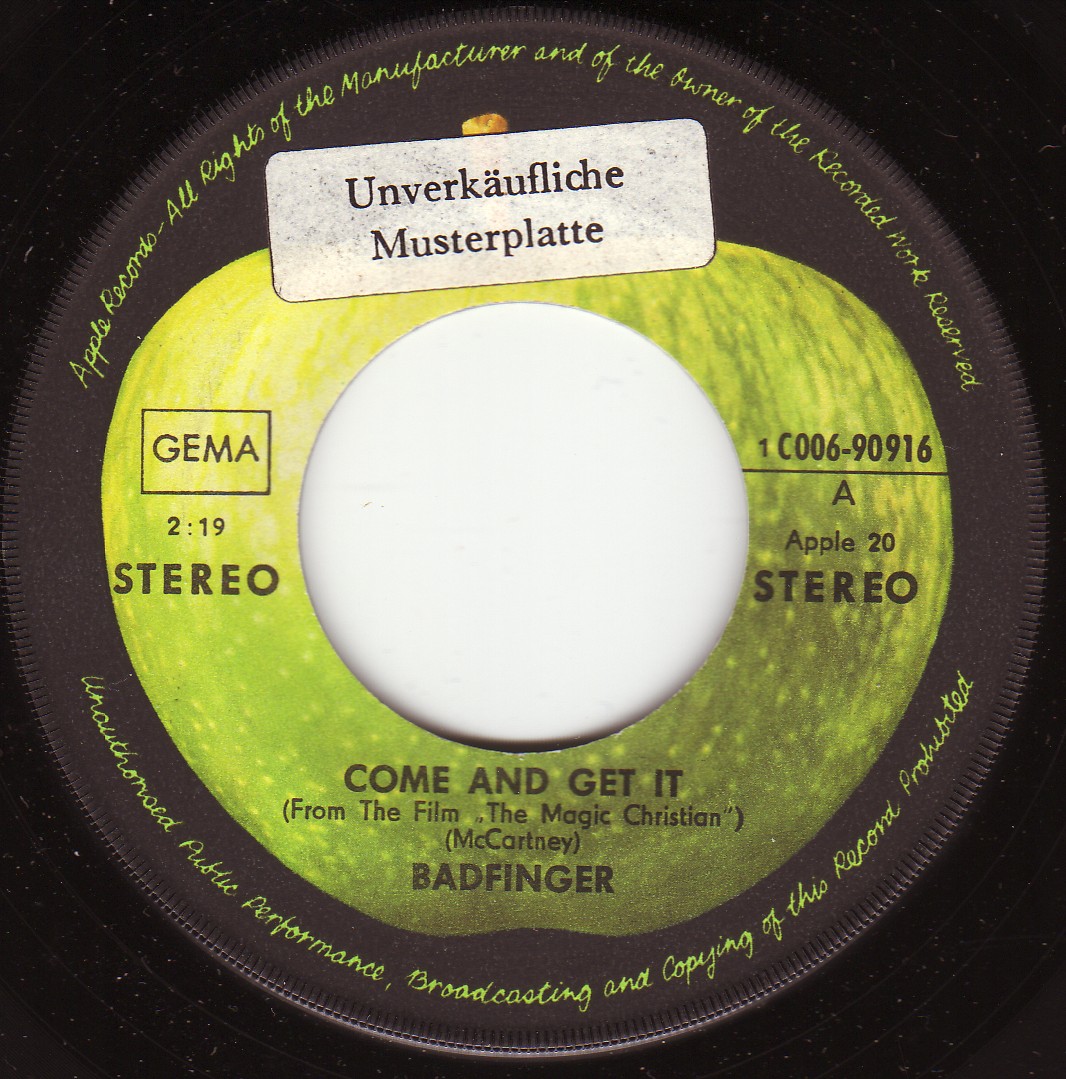 Apple Records-All Rights of the Manufacturer and of the Owner of the Recorded Work Reserved
Unverkäufliche
Musterplatte
GEMA
2:19
STEREO
1 C006-90916
A
Apple 20
STEREO
COME AND GET IT
(From The Film „The Magic Christian")
(McCartney)
BADFINGER
Unauthorised Public Performance, Broadcasting and Copying of this Record Prohibited